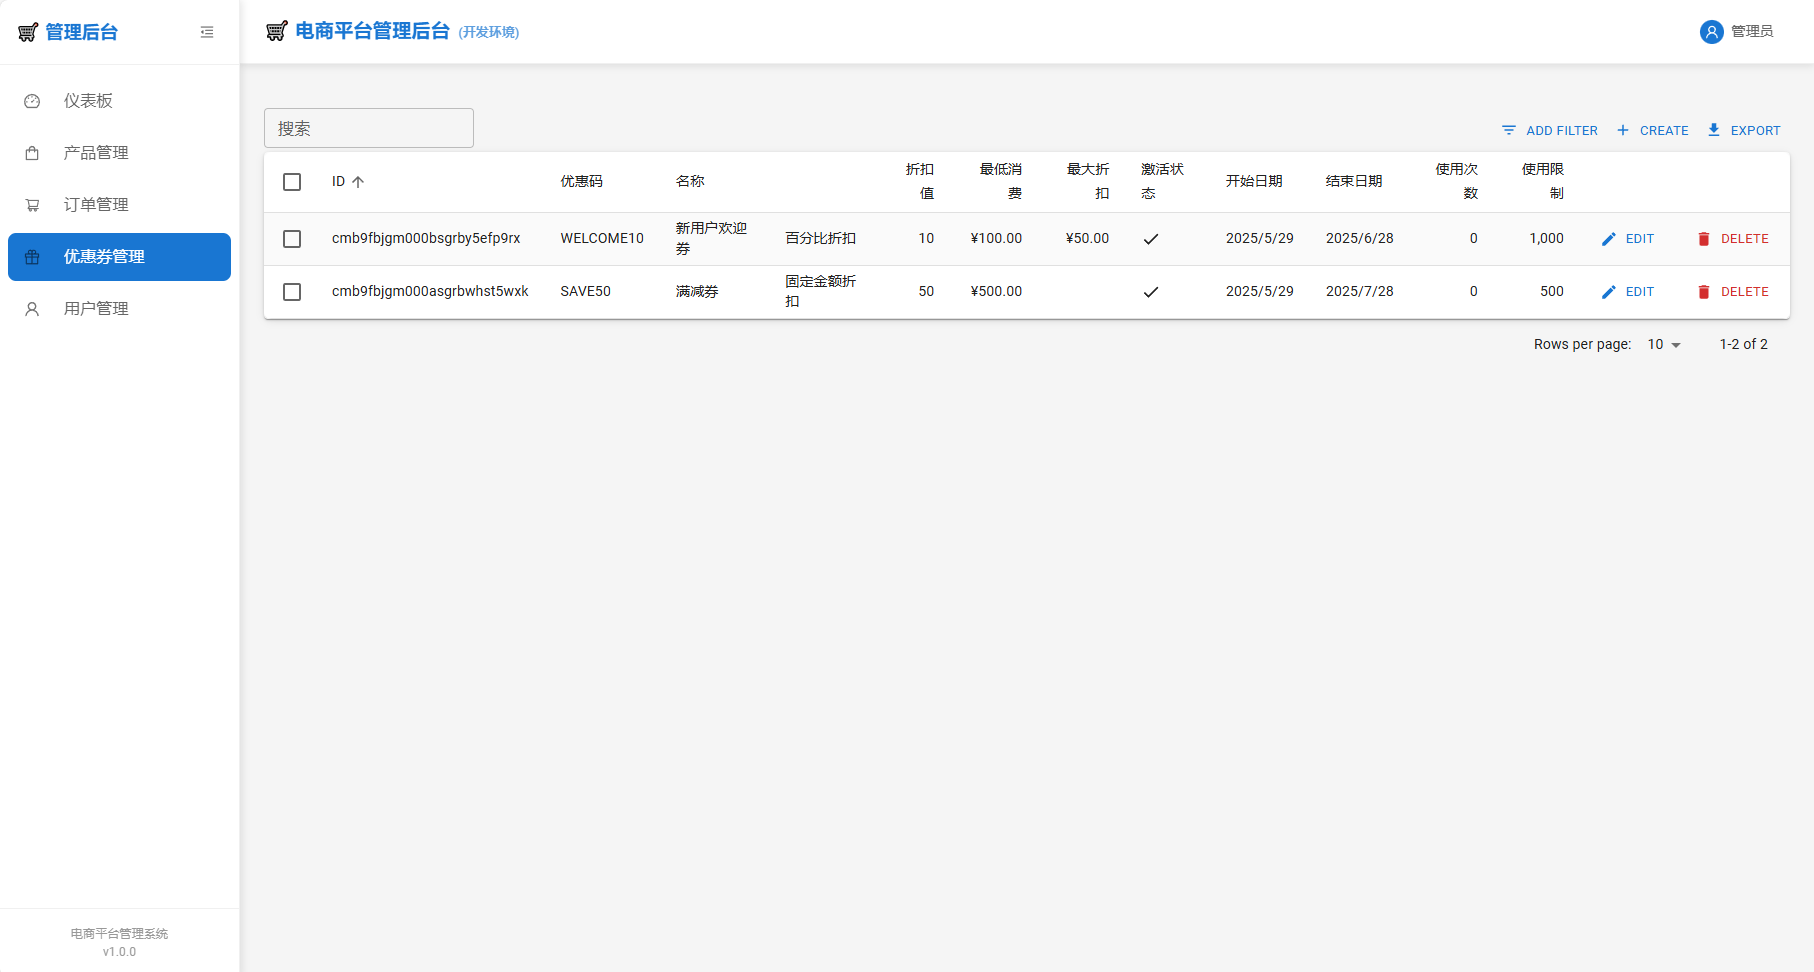 管理后台
电商平台管理后台 (开发环境)
管理员
仪表板
产品管理
订单管理
优惠券管理
用户管理
搜索
ADD FILTER
CREATE
EXPORT
ID
优惠码
名称
折扣
值
最低消
费
最大折
扣
激活状
态
开始日期
结束日期
使用次
数
使用限
制
cmb9fbjgm000bsgrby5efp9rx
WELCOME10
新用户欢迎
券
百分比折扣
10
¥100.00
¥50.00
2025/5/29
2025/6/28
0
1,000
EDIT
DELETE
cmb9fbjgm000asgrbwhst5wxk
SAVE50
满减券
固定金额折
扣
50
¥500.00
2025/5/29
2025/7/28
0
500
EDIT
DELETE
Rows per page: 10
1-2 of 2
电商平台管理系统
v1.0.0